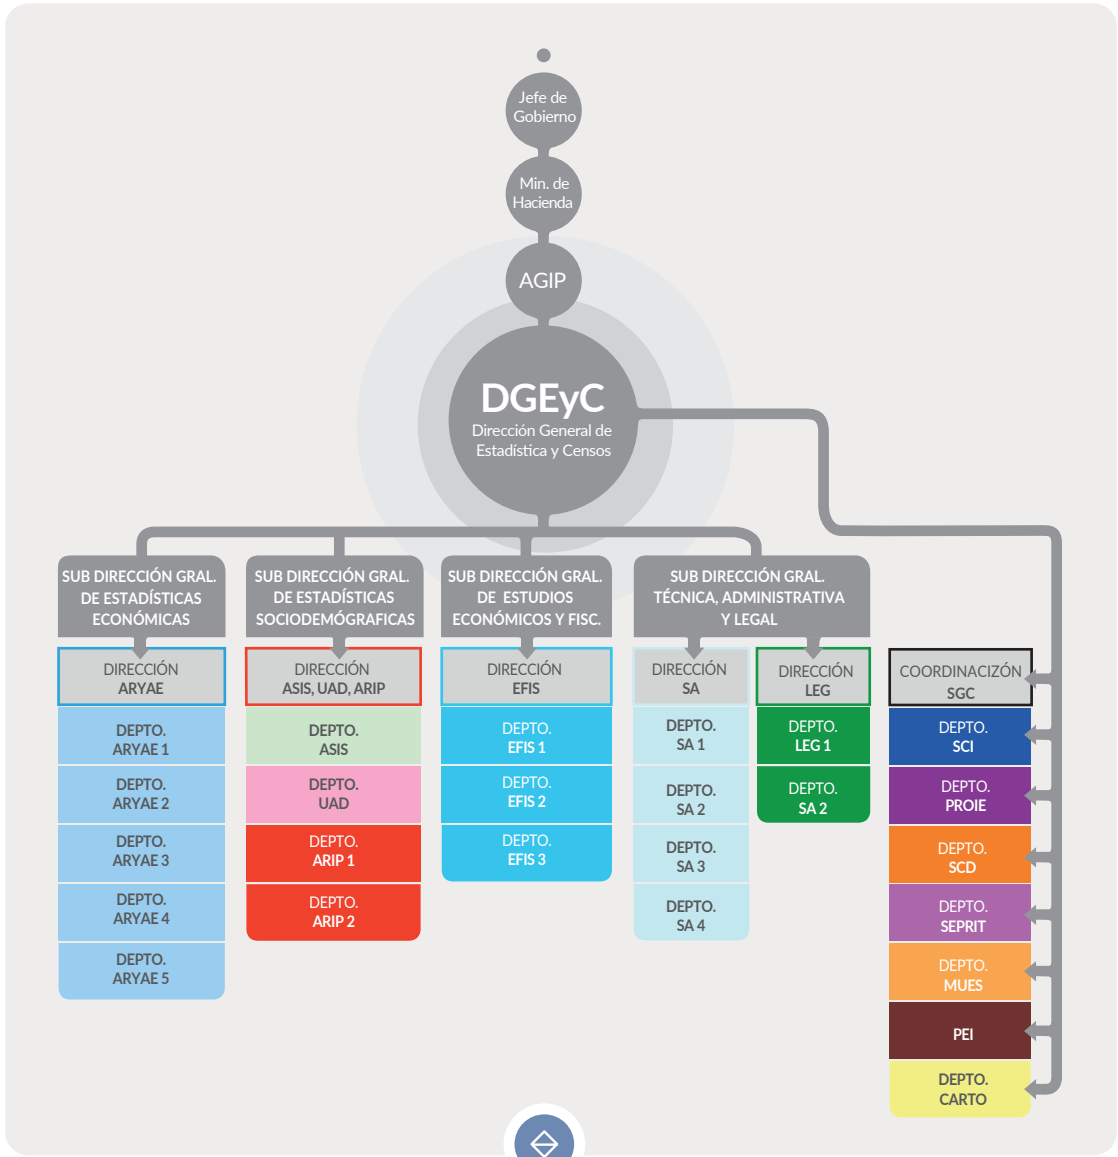 Jefe de
Gobierno
Min. de
Hacienda
AGIP
DGEyC
Dirección General de
Estadística y Censos
SUB DIRECCIÓN GRAL.
DE ESTADÍSTICAS
ECONÓMICAS
DIRECCIÓN
ARYAE
DEPTO.
ARYAE 1
DEPTO.
ARYAE 2
DEPTO.
ARYAE 3
DEPTO.
ARYAE 4
DEPTO.
ARYAE 5
SUB DIRECCIÓN GRAL.
DE ESTADÍSTICAS
SOCIODEMÓGRAFICAS
DIRECCIÓN
ASIS, UAD, ARIP
DEPTO.
ASIS
DEPTO.
UAD
DEPTO.
ARIP 1
DEPTO.
ARIP 2
SUB DIRECCIÓN GRAL.
DE ESTUDIOS
ECONÓMICOS Y FISC.
DIRECCIÓN
EFIS
DEPTO.
EFIS 1
DEPTO.
EFIS 2
DEPTO.
EFIS 3
SUB DIRECCIÓN GRAL.
TÉCNICA, ADMINISTRATIVA
Y LEGAL
DIRECCIÓN
SA
DEPTO.
SA 1
DEPTO.
SA 2
DEPTO.
SA 3
DEPTO.
SA 4
DIRECCIÓN
LEG
DEPTO.
LEG 1
DEPTO.
SA 2
COORDINACIZÓN
SGC
DEPTO.
SCI
DEPTO.
PROIE
DEPTO.
SCD
DEPTO.
SEPRIT
DEPTO.
MUES
PEI
DEPTO.
CARTO